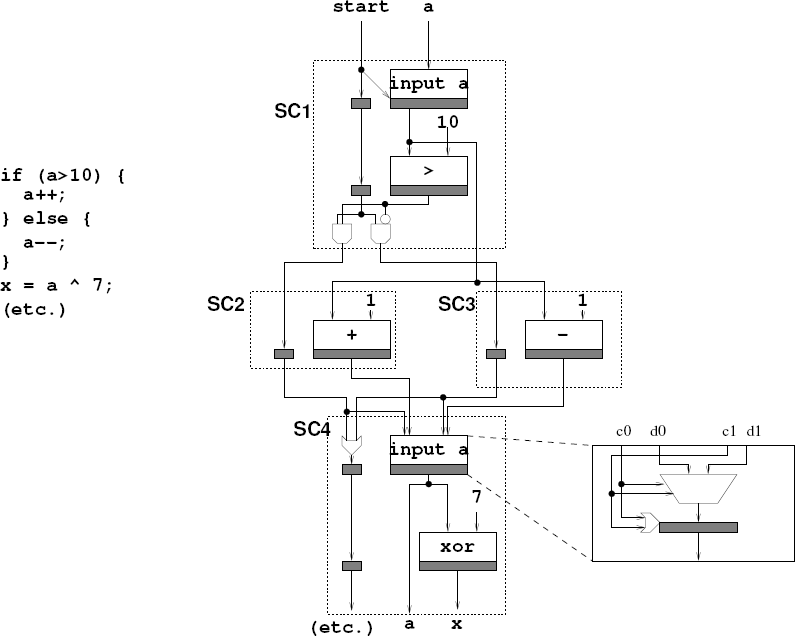 start a
input a
SC1
10
>
if (a>10) {
a++;
} else {
a--;
}
x = a ^ 7;
(etc.)
SC2
1
+
SC3
1
-
SC4
input a
7
xor
(etc.) a x
c0 d0 c1 d1